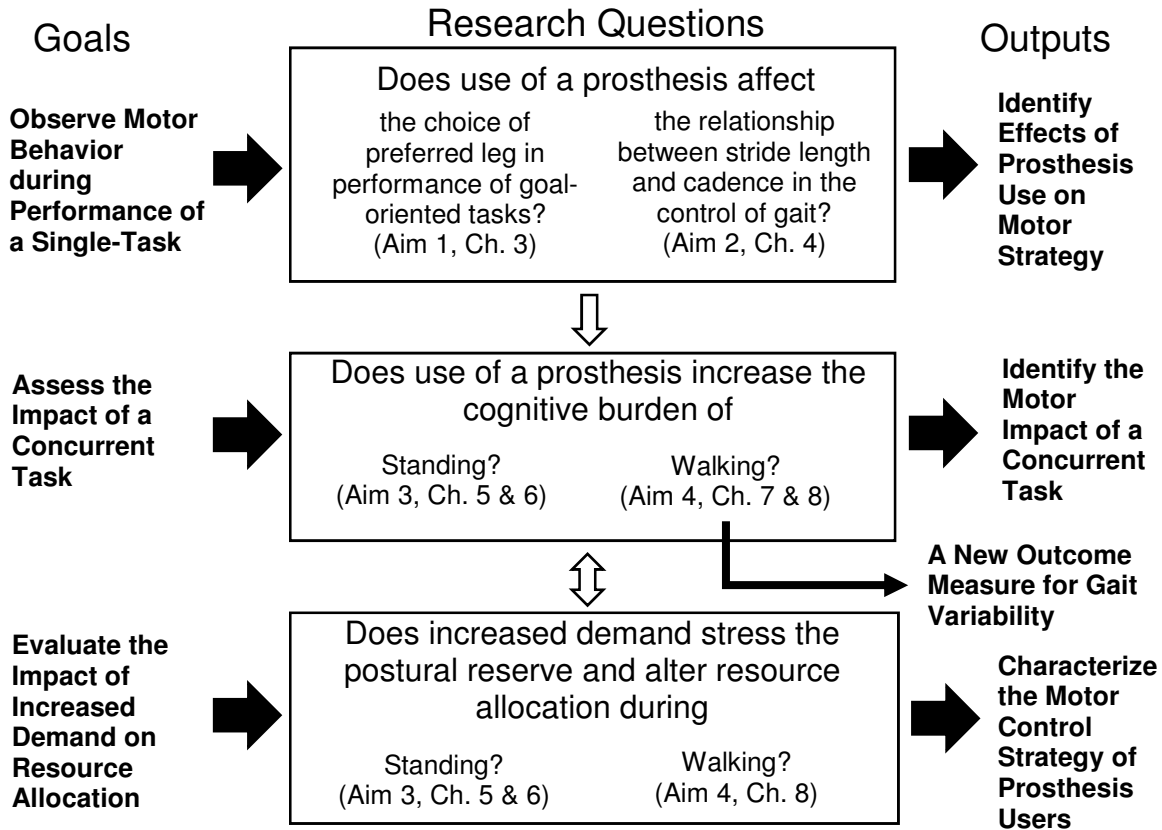 Goals
Research Questions
Outputs
Observe Motor
Behavior
during
Performance of
a Single-Task
Does use of a prosthesis affect
the choice of
preferred leg in
performance of goal-
oriented tasks?
(Aim 1, Ch. 3)
the relationship
between stride length
and cadence in the
control of gait?
(Aim 2, Ch. 4)
Identify
Effects of
Prosthesis
Use on
Motor
Strategy
Assess the
Impact of a
Concurrent
Task
Does use of a prosthesis increase the
cognitive burden of
Standing?
(Aim 3, Ch. 5 & 6)
Walking?
(Aim 4, Ch. 7 & 8)
Identify the
Motor
Impact of a
Concurrent
Task
A New Outcome
Measure for Gait
Variability
Evaluate the
Impact of
Increased
Demand on
Resource
Allocation
Does increased demand stress the
postural reserve and alter resource
allocation during
Standing?
(Aim 3, Ch. 5 & 6)
Walking?
(Aim 4, Ch. 8)
Characterize
the Motor
Control
Strategy of
Prosthesis
Users